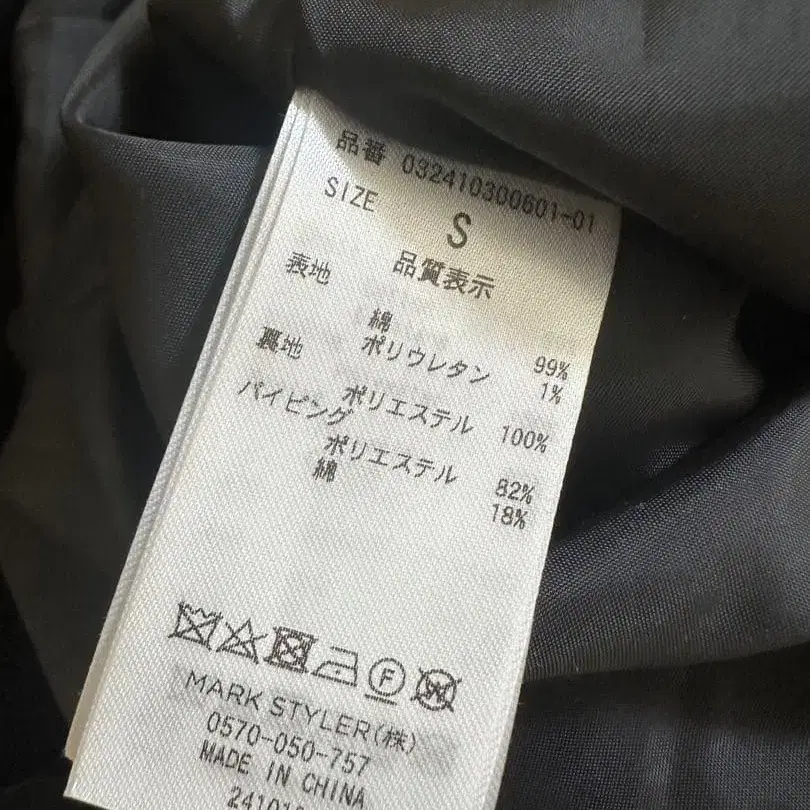 品番 032410300601-01
SIZE S
品質表示
表地
綿 99%
ポリウレタン 1%
裏地
ポリエステル 100%
パイピング
ポリエステル 82%
綿 18%
F W
MARK STYLER(株)
0570-050-757
MADE IN CHINA